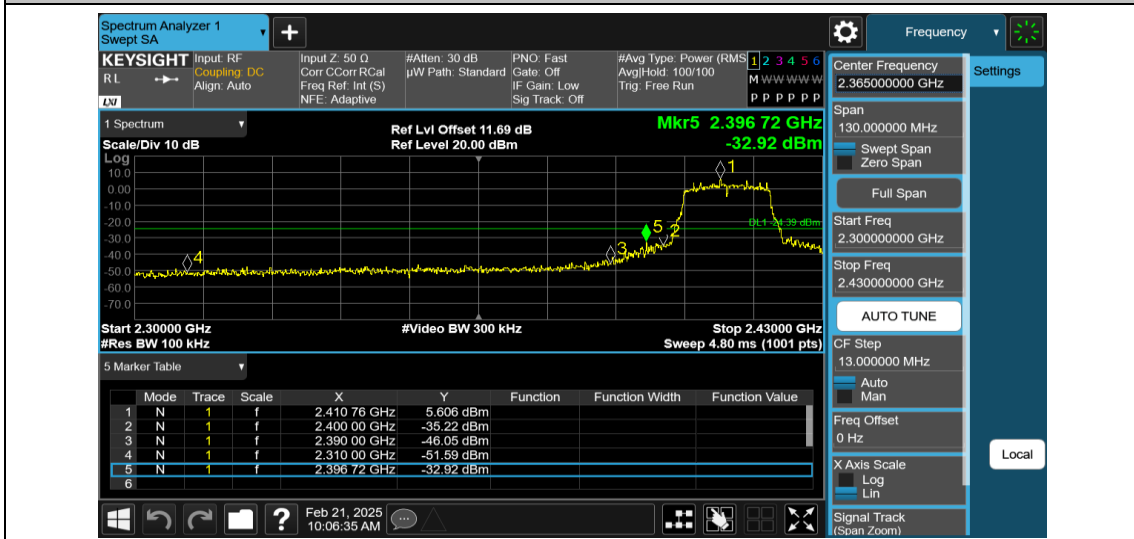 Spectrum Analyzer 1
Swept SA
Frequency
KEYSIGHT
RL
LXI
Input: RF
Coupling: DC
Align: Auto
Input Z: 50 Ω
Corr CCorr RCal
Freq Ref: Int (S)
NFE: Adaptive
#Atten: 30 dB
µW Path: Standard
PNO: Fast
Gate: Off
IF Gain: Low
Sig Track: Off
#Avg Type: Power (RMS
Avg|Hold: 100/100
Trig: Free Run
1 2 3 4 5 6
M W W W W W
P P P P P P
1 Spectrum
Scale/Div 10 dB
Ref Lvl Offset 11.69 dB
Ref Level 20.00 dBm
Mkr5 2.396 72 GHz
-32.92 dBm
Log
10.0
0.00
-10.0
-20.0
-30.0
-40.0
-50.0
-60.0
-70.0
1
DL1 -24.39 dBm
5
2
3
4
Start 2.30000 GHz
#Video BW 300 kHz
Stop 2.43000 GHz
#Res BW 100 kHz
Sweep 4.80 ms (1001 pts)
5 Marker Table
Mode Trace Scale X Y Function Function Width Function Value
1 N 1 f 2.410 76 GHz 5.606 dBm
2 N 1 f 2.400 00 GHz -35.22 dBm
3 N 1 f 2.390 00 GHz -46.05 dBm
4 N 1 f 2.310 00 GHz -51.59 dBm
5 N 1 f 2.396 72 GHz -32.92 dBm
6
Feb 21, 2025
10:06:35 AM
Center Frequency
2.365000000 GHz
Span
130.000000 MHz
Swept Span
Zero Span
Full Span
Start Freq
2.300000000 GHz
Stop Freq
2.430000000 GHz
AUTO TUNE
CF Step
13.000000 MHz
Auto
Man
Freq Offset
0 Hz
X Axis Scale
Log
Lin
Signal Track
(Span Zoom)
Settings
Local